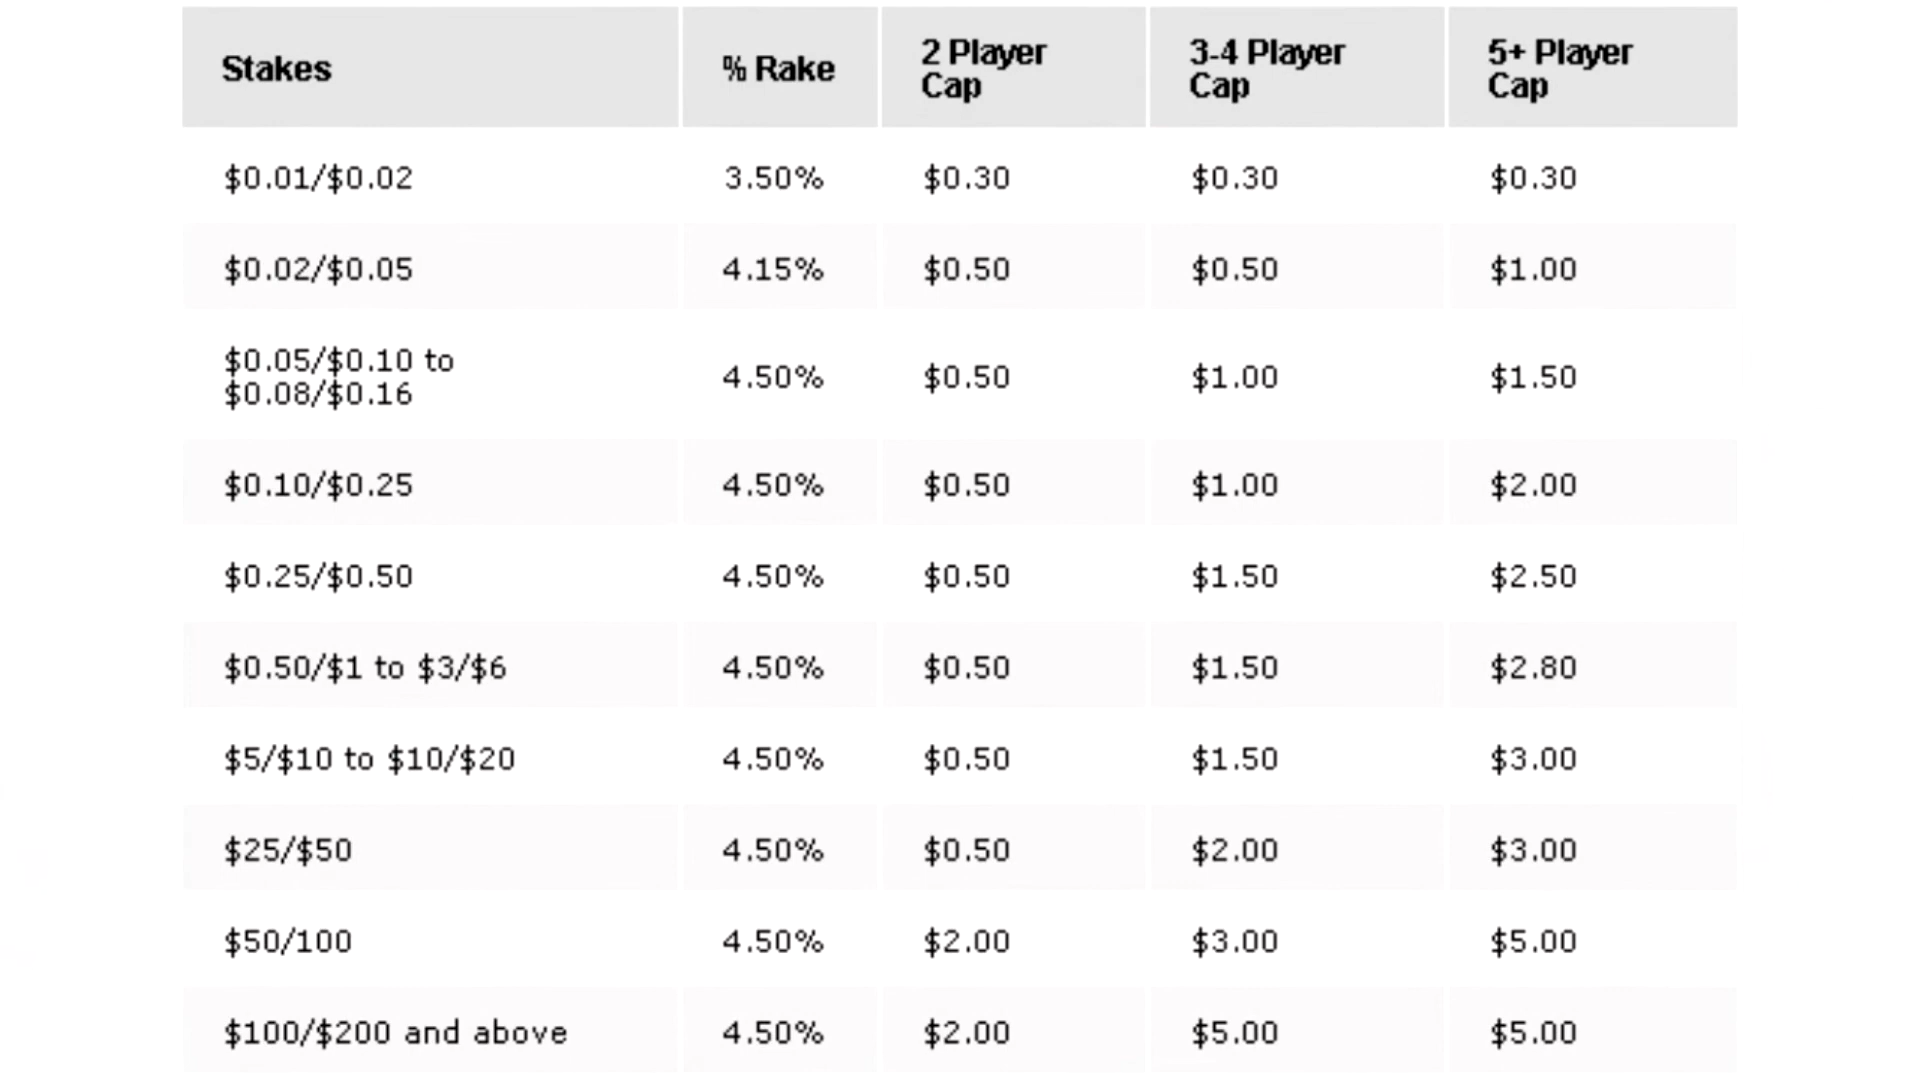 Stakes % Rake 2 Player Cap 3-4 Player Cap 5+ Player Cap
$0.01/$0.02 3.50% $0.30 $0.30 $0.30
$0.02/$0.05 4.15% $0.50 $0.50 $1.00
$0.05/$0.10 to $0.08/$0.16 4.50% $0.50 $1.00 $1.50
$0.10/$0.25 4.50% $0.50 $1.00 $2.00
$0.25/$0.50 4.50% $0.50 $1.50 $2.50
$0.50/$1 to $3/$6 4.50% $0.50 $1.50 $2.80
$5/$10 to $10/$20 4.50% $0.50 $1.50 $3.00
$25/$50 4.50% $0.50 $2.00 $3.00
$50/100 4.50% $2.00 $3.00 $5.00
$100/$200 and above 4.50% $2.00 $5.00 $5.00